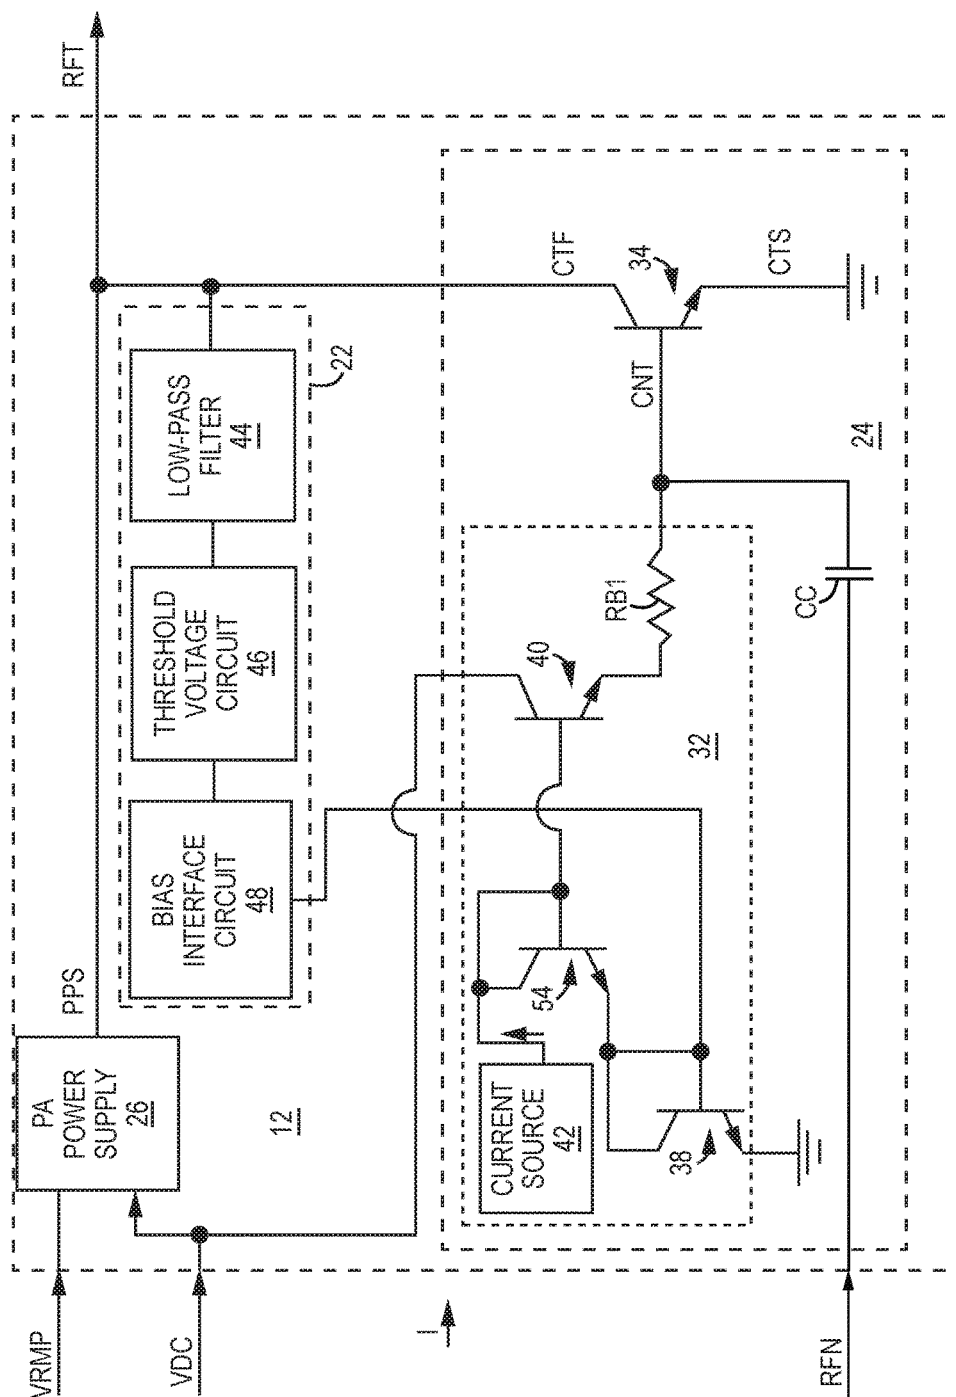 RFT
PPS
PA
POWER
SUPPLY
26
VRMP
VDC
12
LOW-PASS
FILTER
44
THRESHOLD
VOLTAGE
CIRCUIT
46
BIAS
INTERFACE
CIRCUIT
48
22
CTF
34
CTS
CNT
24
RB1
CC
40
32
54
CURRENT
SOURCE
42
38
I
RFN